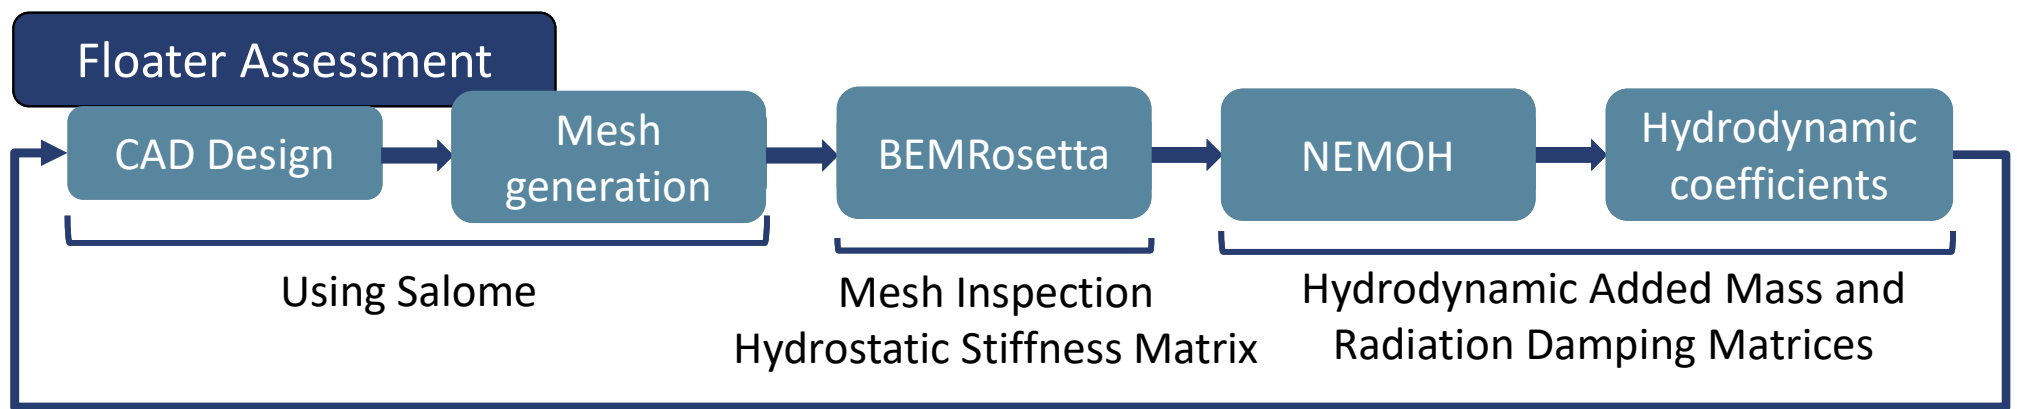 Floater Assessment
CAD Design
Mesh
generation
BEMRosetta
NEMOH
Hydrodynamic
coefficients
Using Salome
Mesh Inspection
Hydrostatic Stiffness Matrix
Hydrodynamic Added Mass and
Radiation Damping Matrices